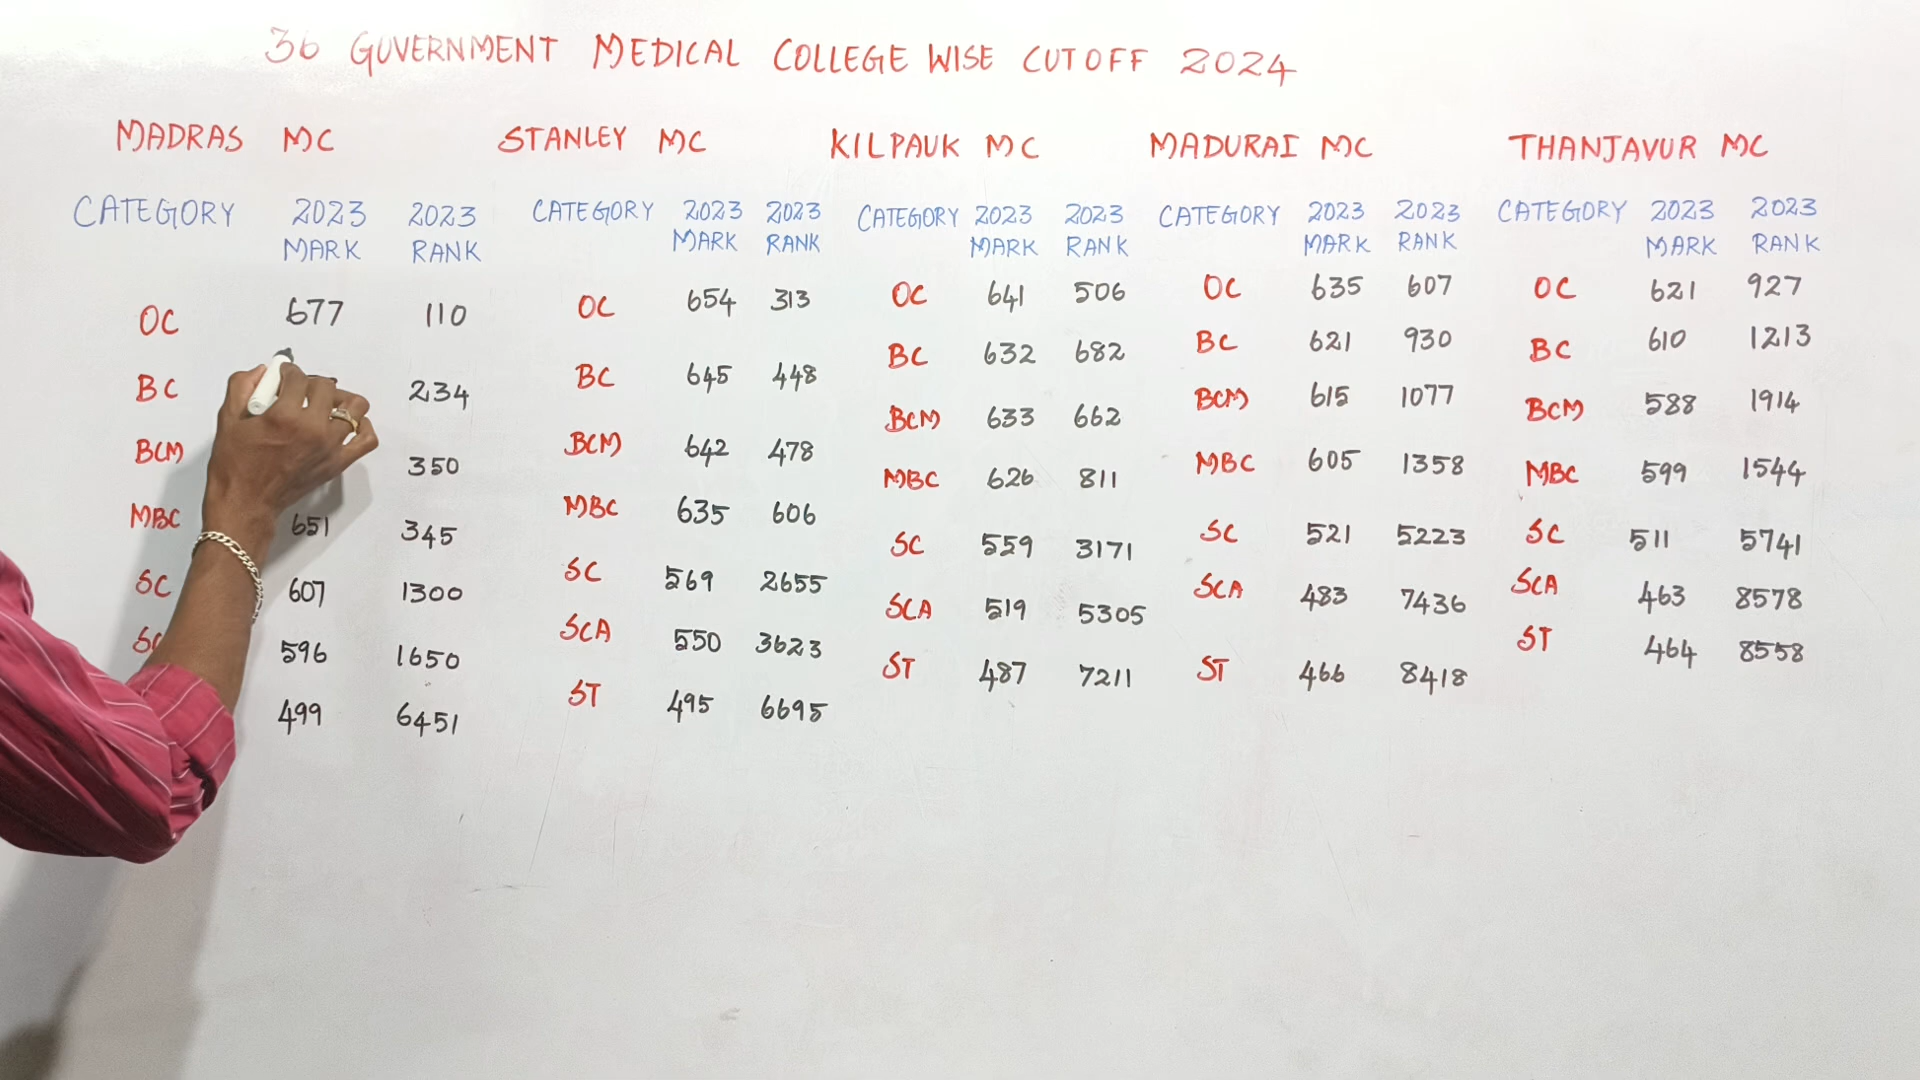 36 GUVERNMENT MEDICAL COLLEGE WISE CUTOFF 2024
MADRAS MC
CATEGORY 2023 MARK 2023 RANK
OC 677 110
BC 234
BCM 350
MBC 651 345
SC 607 1300
596 1650
499 6451
STANLEY MC
CATEGORY 2023 MARK 2023 RANK
OC 654 313
BC 645 448
BCM 642 478
MBC 635 606
SC 569 2655
SCA 550 3623
ST 495 6695
KILPAUK MC
CATEGORY 2023 MARK 2023 RANK
OC 641 506
BC 632 682
BCM 633 662
MBC 626 811
SC 559 3171
SCA 519 5305
ST 487 7211
MADURAI MC
CATEGORY 2023 MARK 2023 RANK
OC 635 607
BC 621 930
BCM 615 1077
MBC 605 1358
SC 521 5223
SCA 483 7436
ST 466 8418
THANJAVUR MC
CATEGORY 2023 MARK 2023 RANK
OC 621 927
BC 610 1213
BCM 588 1914
MBC 599 1544
SC 511 5741
SCA 463 8578
ST 464 8558